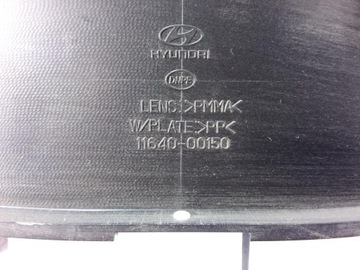 HYUNDAI
LENS:>PMMA<
W/PLATE>PP<
11640-00150